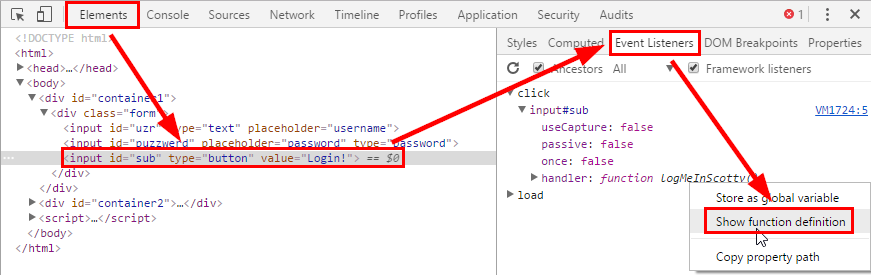 Elements Console Sources Network Timeline Profiles Application Security Audits 1
<!DOCTYPE html>
<html>
<head>…</head>
<body>
<div id="container1">
<div class="form">
<input id="uzr" type="text" placeholder="username">
<input id="puzzwerd" placeholder="password" type="password">
<input id="sub" type="button" value="Login!"> == $0
</div>
</div>
<div id="container2">…</div>
<script>…</script>
</body>
</html>
Styles Computed Event Listeners DOM Breakpoints Properties
Ancestors All Framework listeners
click
input#sub VM1724:5
useCapture: false
passive: false
once: false
handler: function logMeInScotty()
load
Store as global variable
Show function definition
Copy property path